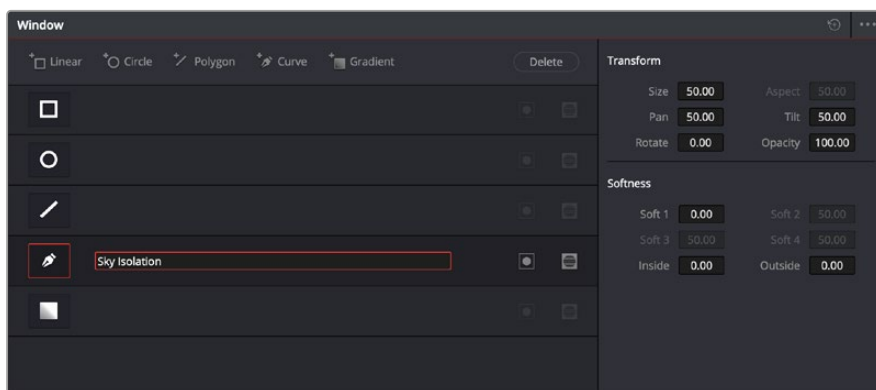 Window
Linear Circle Polygon Curve Gradient Delete
Sky Isolation
Transform
Size 50.00 Aspect 50.00
Pan 50.00 Tilt 50.00
Rotate 0.00 Opacity 100.00
Softness
Soft 1 0.00 Soft 2 50.00
Soft 3 50.00 Soft 4 50.00
Inside 0.00 Outside 0.00